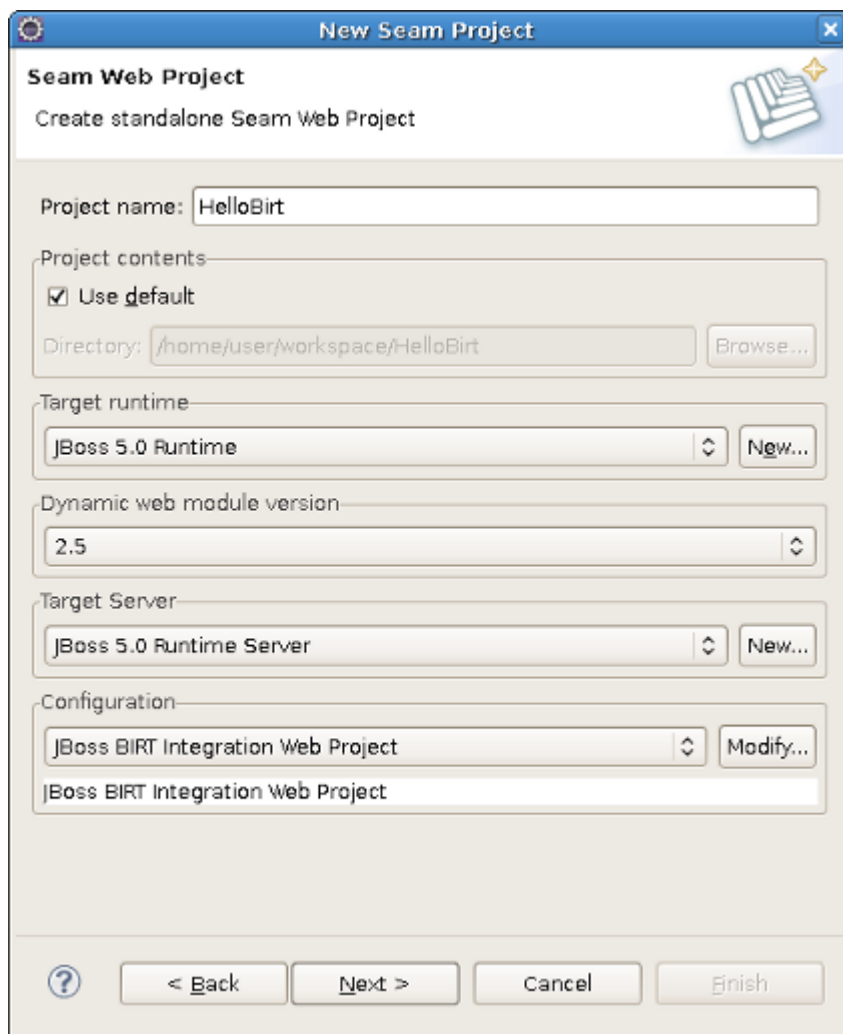 New Seam Project
Seam Web Project
Create standalone Seam Web Project
Project name: HelloBirt
Project contents
Use default
Directory: /home/user/workspace/HelloBirt Browse...
Target runtime
JBoss 5.0 Runtime New...
Dynamic web module version
2.5
Target Server
JBoss 5.0 Runtime Server New...
Configuration
JBoss BIRT Integration Web Project Modify...
JBoss BIRT Integration Web Project
? < Back Next > Cancel Finish